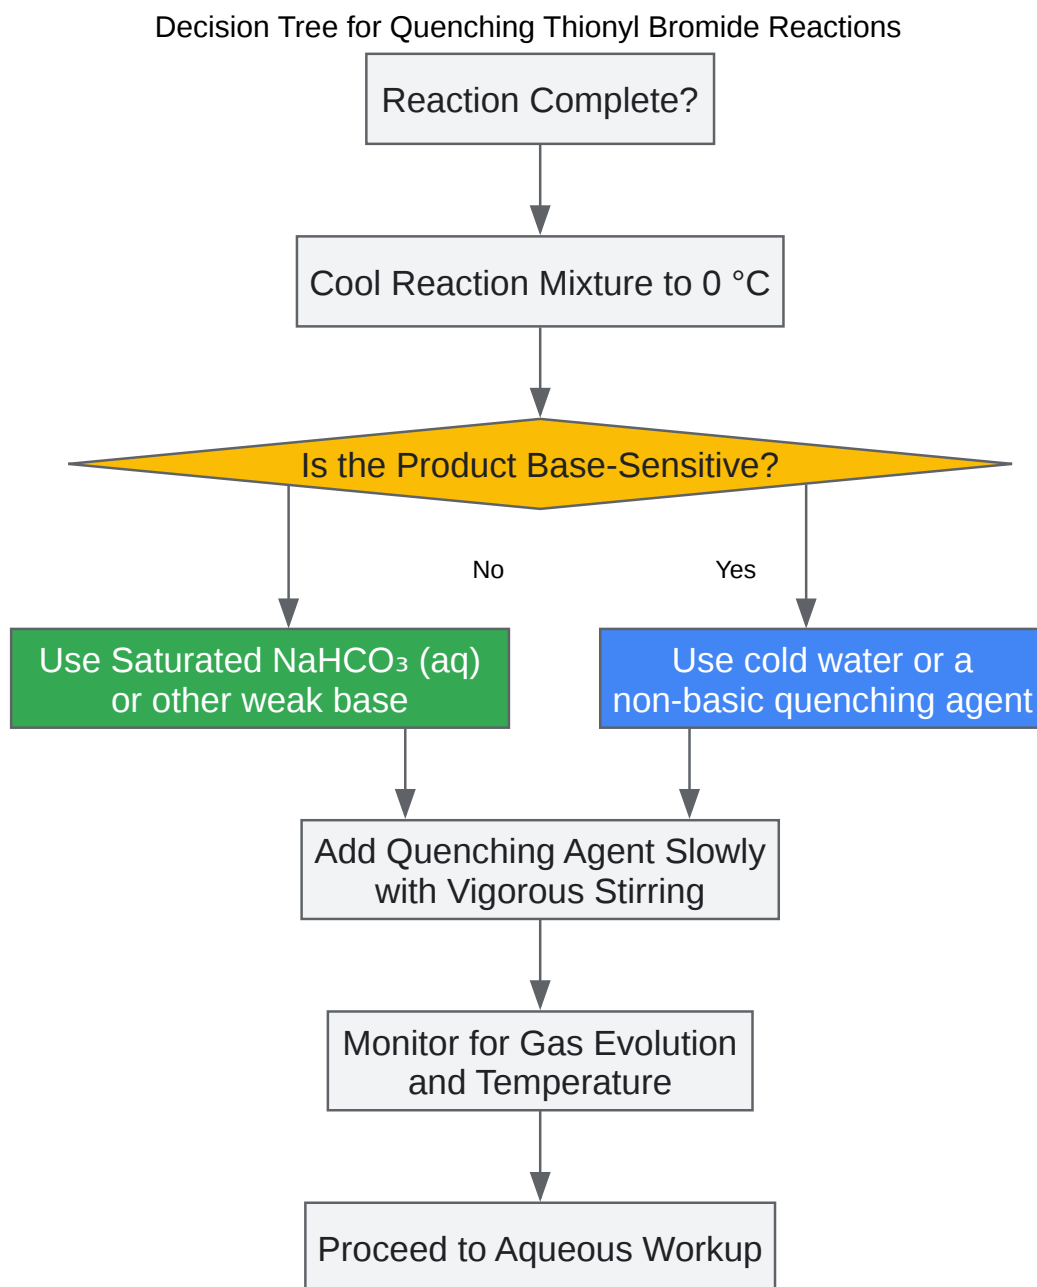 Decision Tree for Quenching Thionyl Bromide Reactions
Reaction Complete?
Cool Reaction Mixture to 0 °C
Is the Product Base-Sensitive?
No
Yes
Use Saturated NaHCO₃ (aq)
or other weak base
Use cold water or a
non-basic quenching agent
Add Quenching Agent Slowly
with Vigorous Stirring
Monitor for Gas Evolution
and Temperature
Proceed to Aqueous Workup